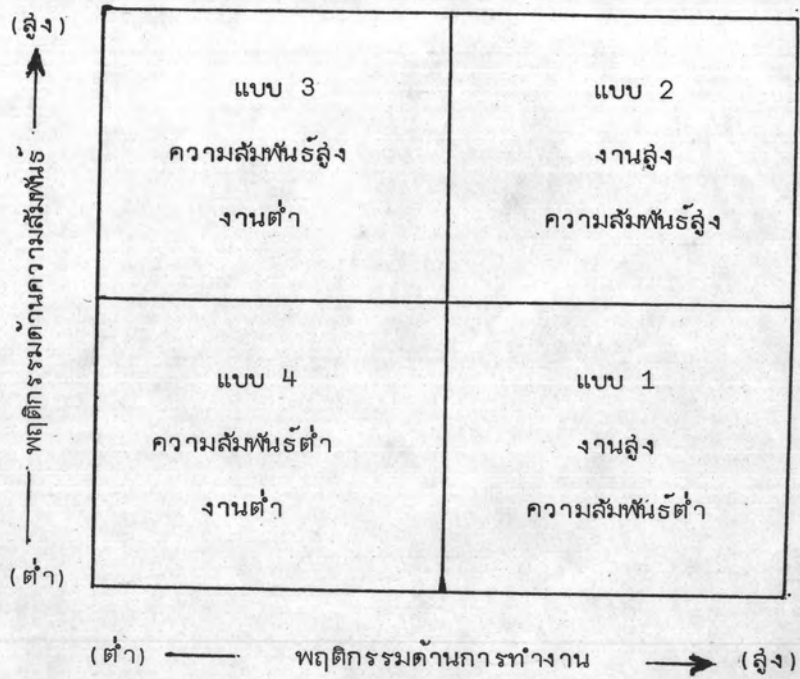 (สูง)
แบบ 3
ความสัมพันธ์สูง
งานต่ำ
แบบ 2
งานสูง
ความสัมพันธ์สูง
พฤติกรรมด้านความสัมพันธ์
แบบ 4
ความสัมพันธ์ต่ำ
งานต่ำ
แบบ 1
งานสูง
ความสัมพันธ์ต่ำ
(ต่ำ)
(ต่ำ) พฤติกรรมด้านการทำงาน (สูง)